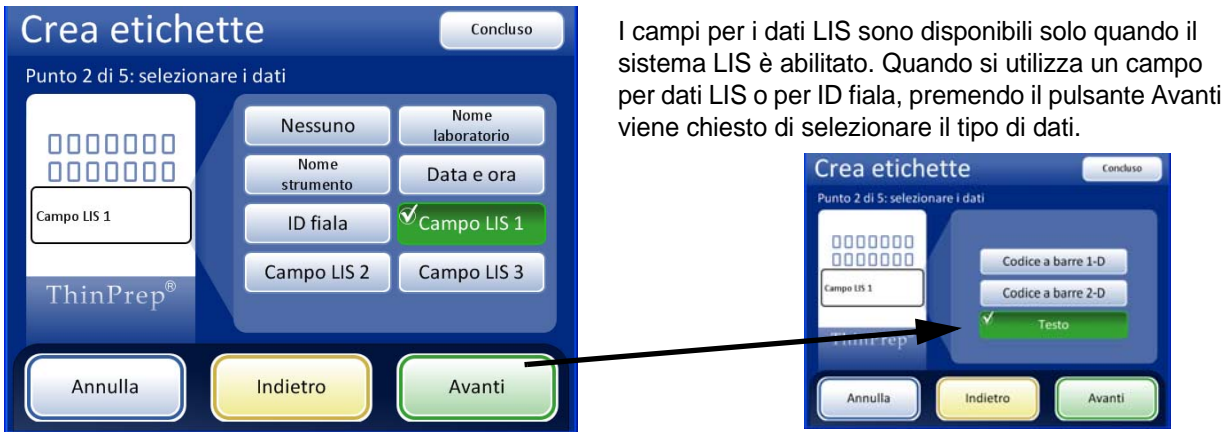 Crea etichette
Concluso
Punto 2 di 5: selezionare i dati
Nessuno
Nome
laboratorio
Nome
strumento
Data e ora
Campo LIS 1
ID fiala
Campo LIS 1
Campo LIS 2
Campo LIS 3
ThinPrep®
Annulla
Indietro
Avanti
I campi per i dati LIS sono disponibili solo quando il
sistema LIS è abilitato. Quando si utilizza un campo
per dati LIS o per ID fiala, premendo il pulsante Avanti
viene chiesto di selezionare il tipo di dati.
Crea etichette
Concluso
Punto 2 di 5: selezionare i dati
Codice a barre 1-D
Campo LIS 1
Codice a barre 2-D
Testo
ThinPrep
Annulla
Indietro
Avanti